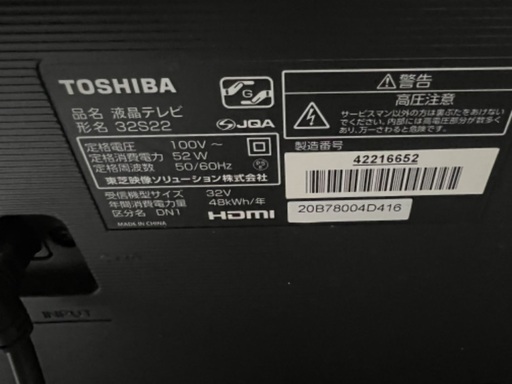 TOSHIBA
品名 液晶テレビ
形名 32S22
G
JQA
定格電圧 100V~
定格消費電力 52W
定格周波数 50/60Hz
東芝映像ソリューション株式会社
受信機型サイズ 32V
年間消費電力量 48kWh/年
区分名 DN1
MADE IN CHINA
HDMI
警告
高圧注意
サービスマン以外の方は裏ぶたをあけないで
ください。内部には高電圧部分が数多く
あり、万一さわると危険です。
製造番号
42216652
20B78004D416
INPUT